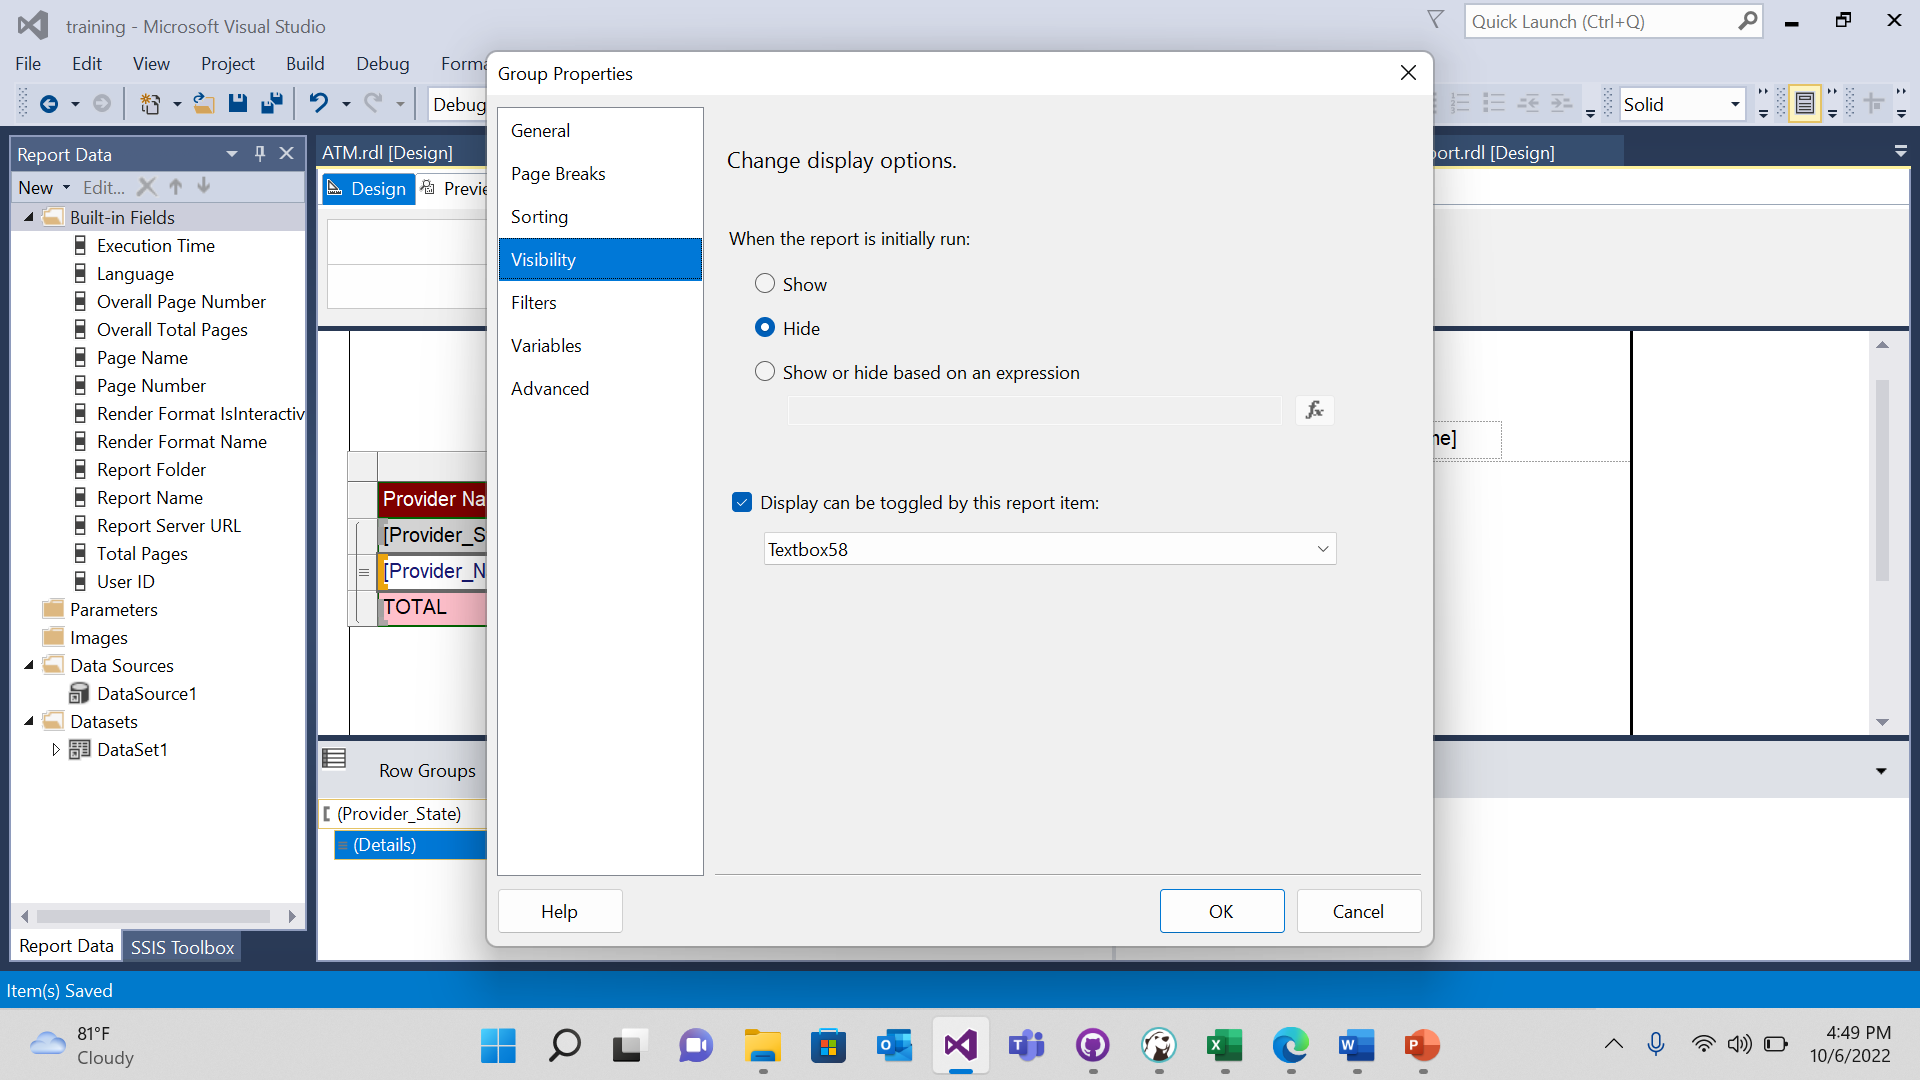 training - Microsoft Visual Studio
Quick Launch (Ctrl+Q)
File Edit View Project Build Debug Forma
Debug
Solid
Report Data
New Edit...
Built-in Fields
Execution Time
Language
Overall Page Number
Overall Total Pages
Page Name
Page Number
Render Format IsInteractiv
Render Format Name
Report Folder
Report Name
Report Server URL
Total Pages
User ID
Parameters
Images
Data Sources
DataSource1
Datasets
DataSet1
Report Data SSIS Toolbox
ATM.rdl [Design]
ort.rdl [Design]
Design Previe
Provider Na
[Provider_S
[Provider_N
TOTAL
ne]
Row Groups
(Provider_State)
(Details)
Group Properties
General
Page Breaks
Sorting
Visibility
Filters
Variables
Advanced
Change display options.
When the report is initially run:
Show
Hide
Show or hide based on an expression
fx
Display can be toggled by this report item:
Textbox58
Help OK Cancel
Item(s) Saved
81°F
Cloudy
4:49 PM
10/6/2022